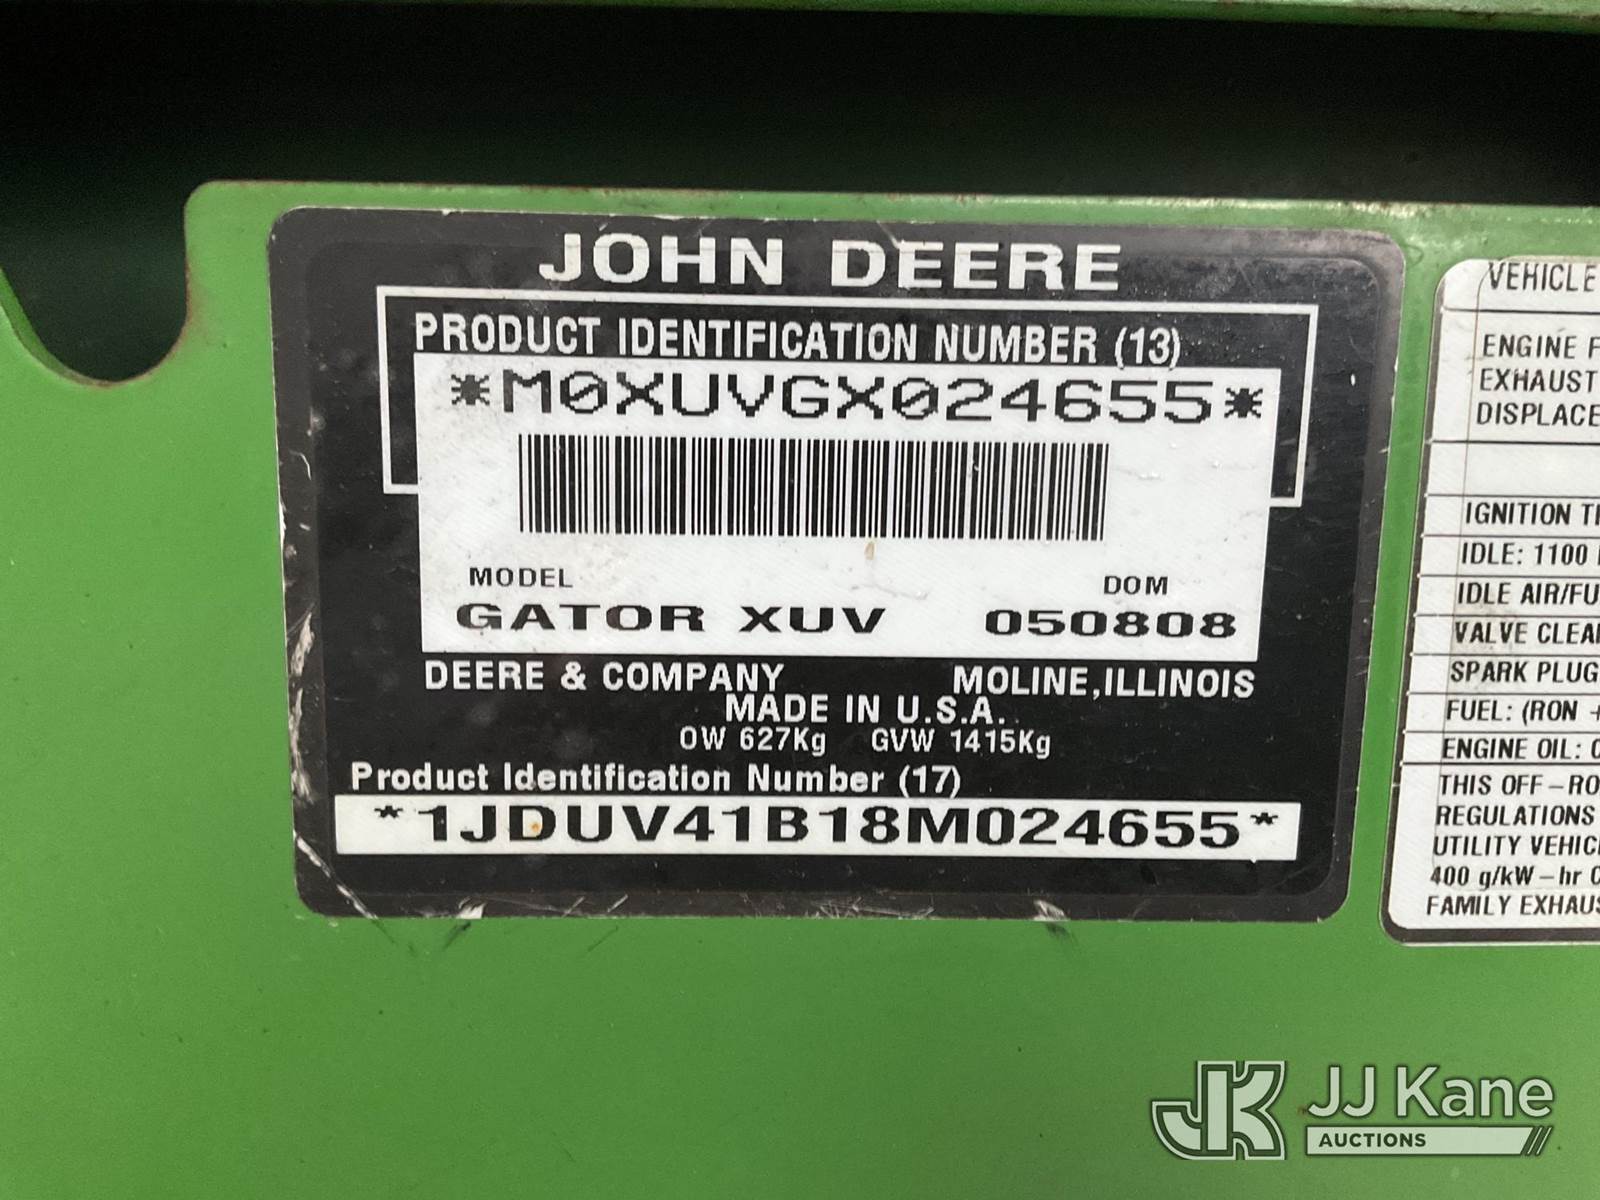 JOHN DEERE
PRODUCT IDENTIFICATION NUMBER (13)
*M0XUVGX024655*
MODEL DOM
GATOR XUV 050808
DEERE & COMPANY MOLINE, ILLINOIS
MADE IN U.S.A.
OW 627Kg GVW 1415Kg
Product Identification Number (17)
*1JDUV41B18M024655*
VEHICLE
ENGINE F
EXHAUST
DISPLACE
IGNITION TI
IDLE: 1100
IDLE AIR/FU
VALVE CLEA
SPARK PLUG
FUEL: (RON +
ENGINE OIL:
THIS OFF-RO
REGULATIONS
UTILITY VEHIC
400 g/kW-hr
FAMILY EXHAUS
JK JJ Kane
AUCTIONS